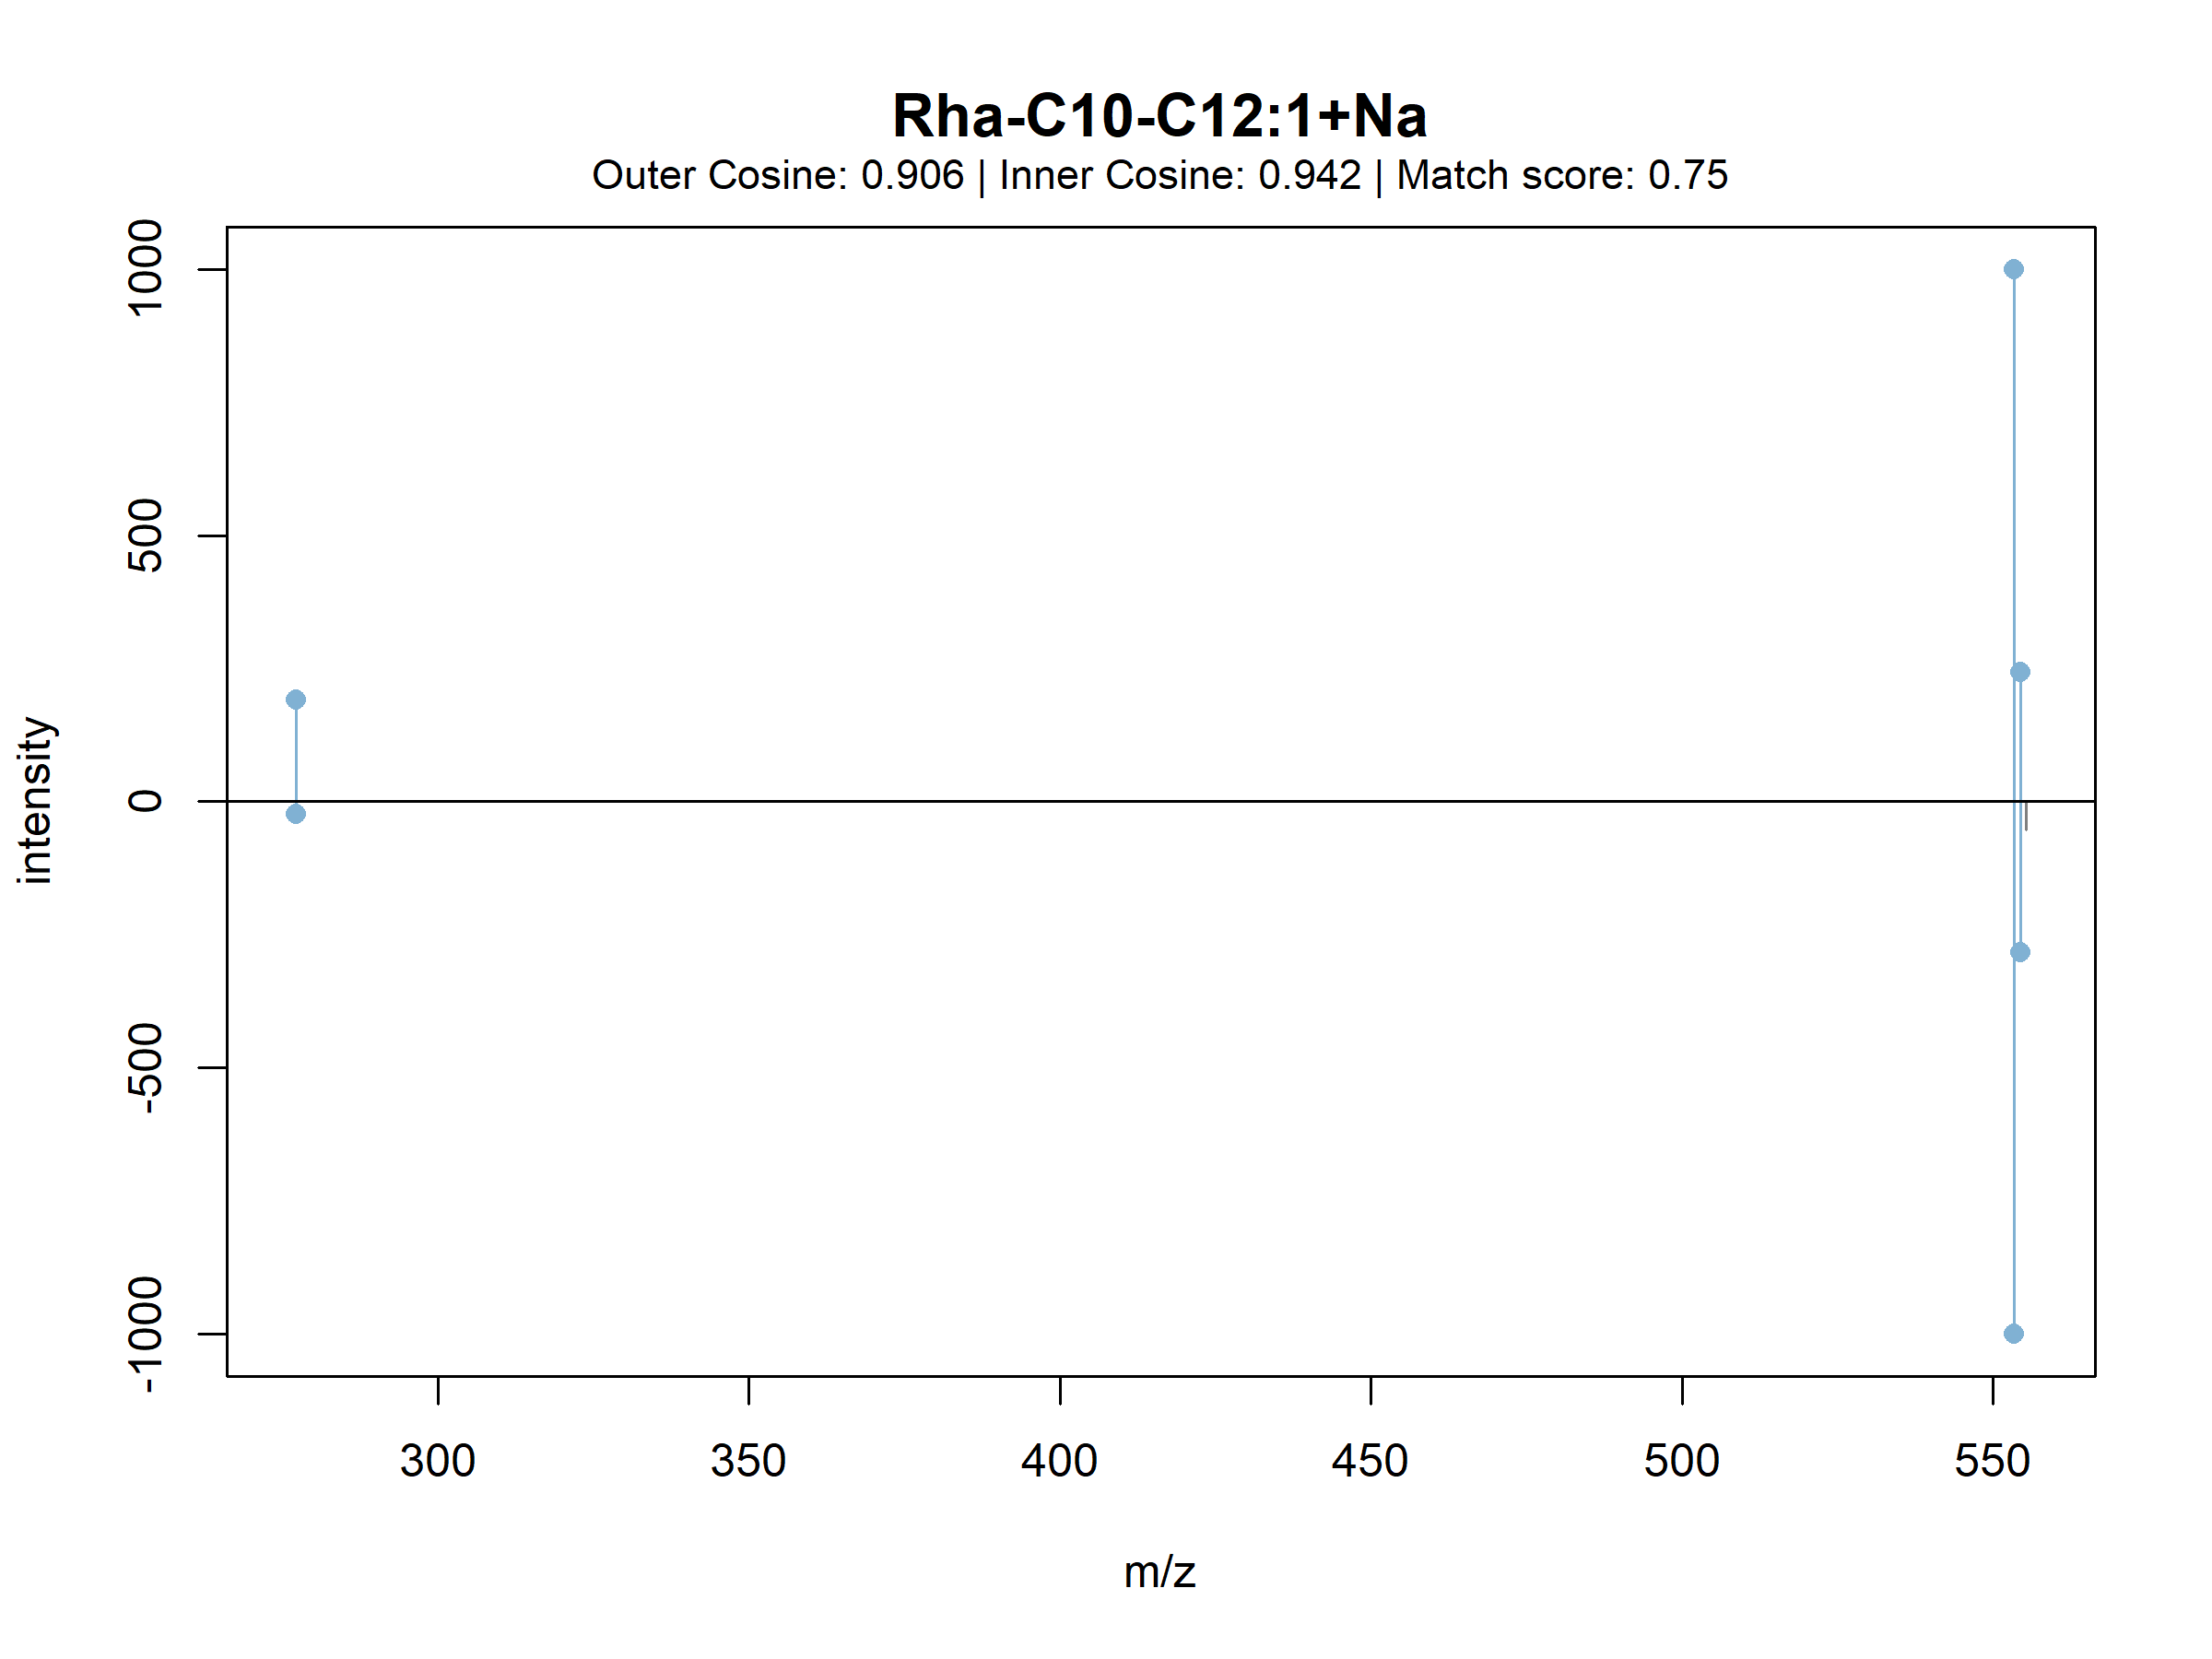 Rha-C10-C12:1+Na
Outer Cosine: 0.906 | Inner Cosine: 0.942 | Match score: 0.75
1000
500
0
-500
-1000
intensity
300 350 400 450 500 550
m/z